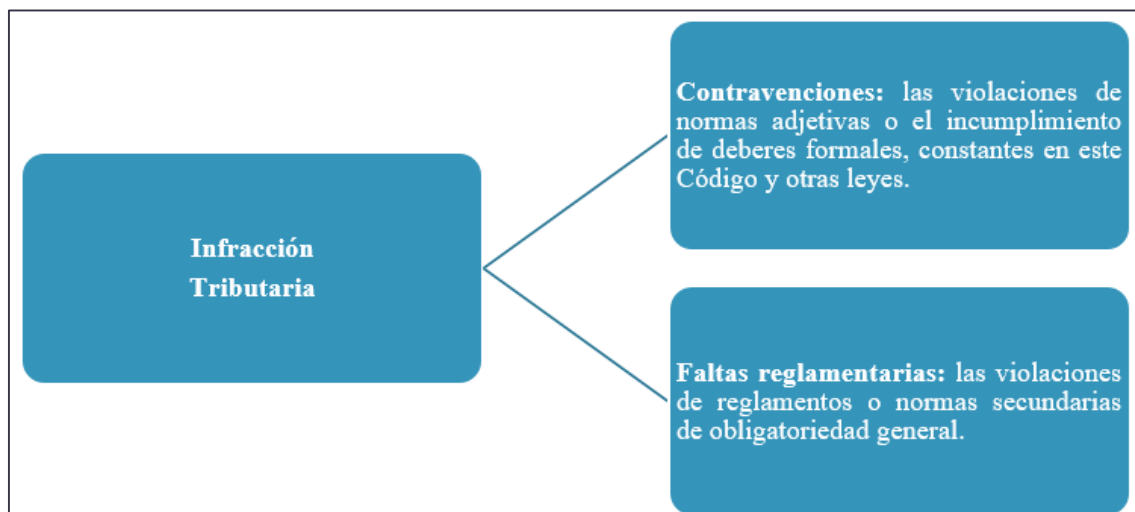 Infracción
Tributaria
Contravenciones: las violaciones de
normas adjetivas o el incumplimiento
de deberes formales, constantes en este
Código y otras leyes.
Faltas reglamentarias: las violaciones
de reglamentos o normas secundarias
de obligatoriedad general.